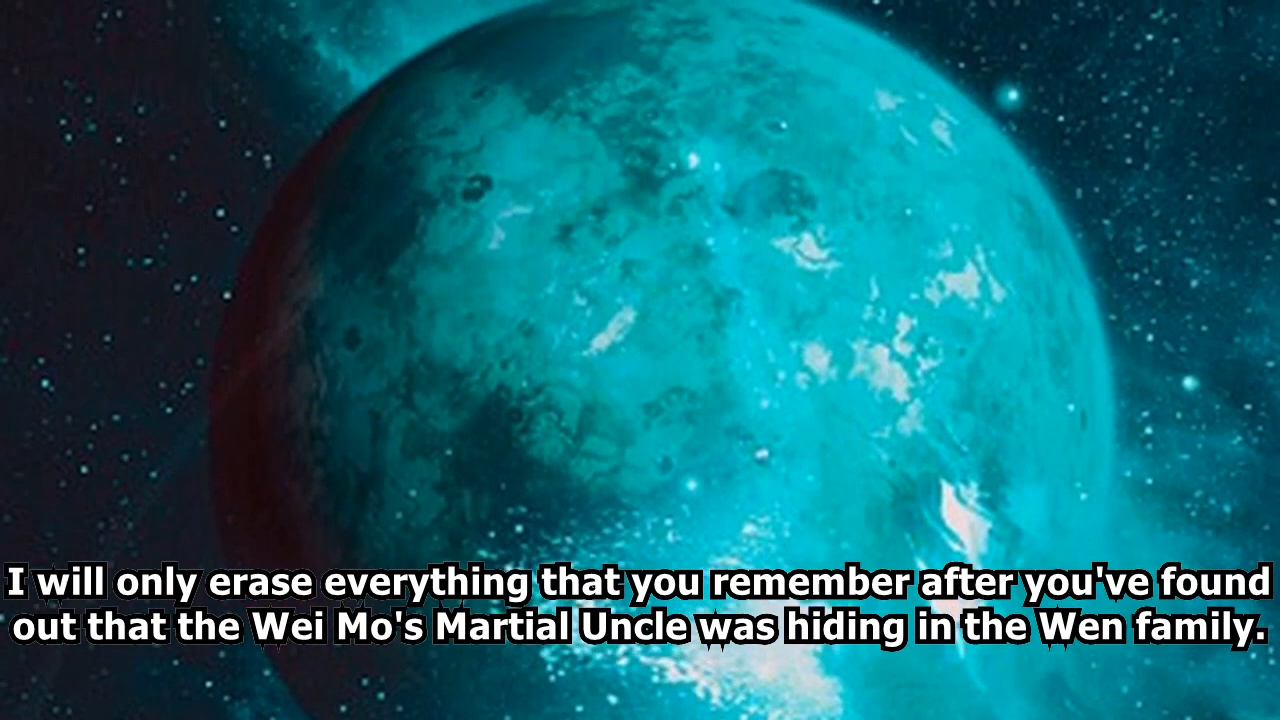 I will only erase everything that you remember after you've found
out that the Wei Mo's Martial Uncle was hiding in the Wen family.